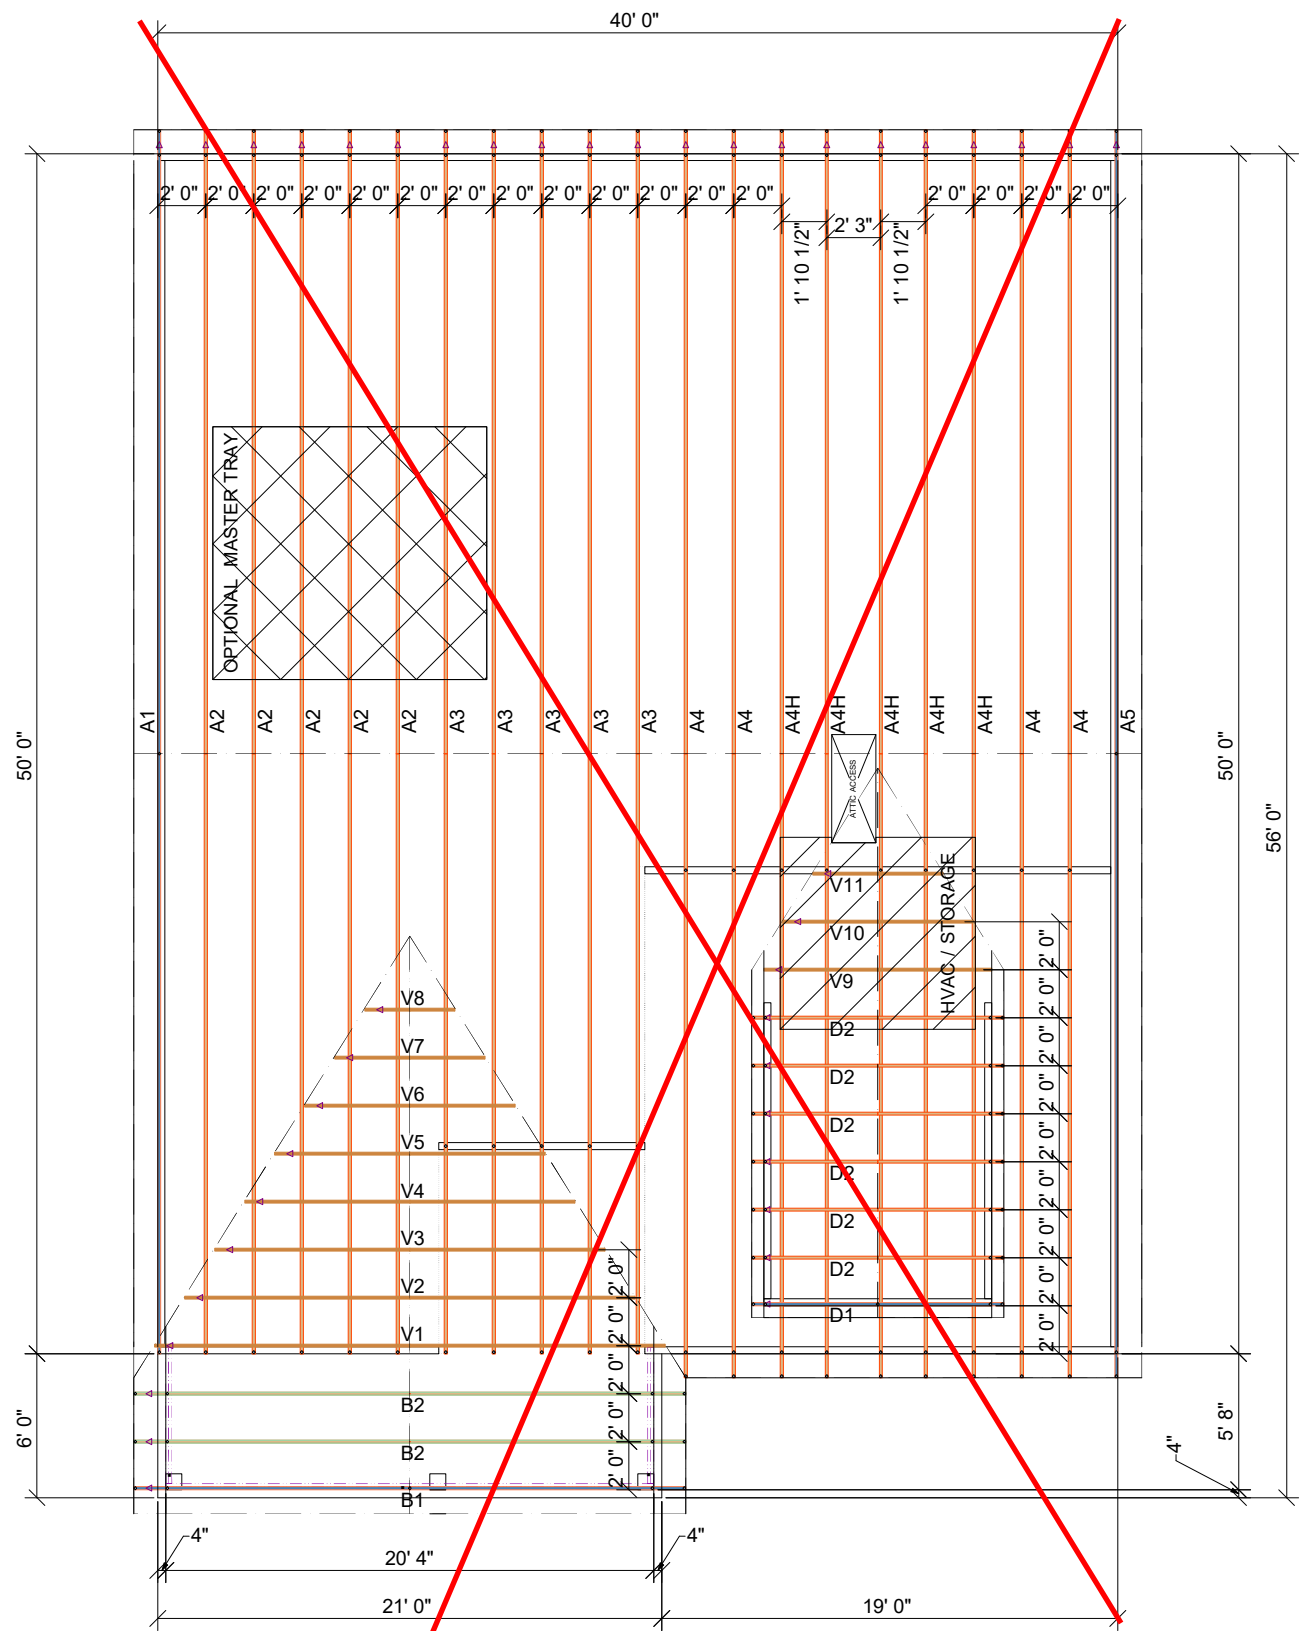 40' 0"
2' 0" 2' 0" 2' 0" 2' 0" 2' 0" 2' 0" 2' 0" 2' 0" 2' 0" 2' 0" 2' 0" 2' 0" 2' 0" 2' 0" 2' 0" 2' 0" 2' 0"
1' 10 1/2"
2' 3"
1' 10 1/2"
OPTIONAL MASTER TRAY
A1 A2 A2 A2 A2 A2 A3 A3 A3 A3 A3 A4 A4 A4H A4H A4H A4H A4H A4 A4 A5
50' 0"
50' 0"
56' 0"
ATTIC ACCESS
HVAC / STORAGE
V11
V10
V9
D2
D2
D2
D2
D2
D2
D1
2' 0"
2' 0"
2' 0"
2' 0"
2' 0"
2' 0"
2' 0"
2' 0"
2' 0"
V8
V7
V6
V5
V4
V3
V2
V1
B2
B2
B1
2' 0"
2' 0"
2' 0"
2' 0"
2' 0"
6' 0"
5' 8"
4"
4"
20' 4"
4"
21' 0"
19' 0"